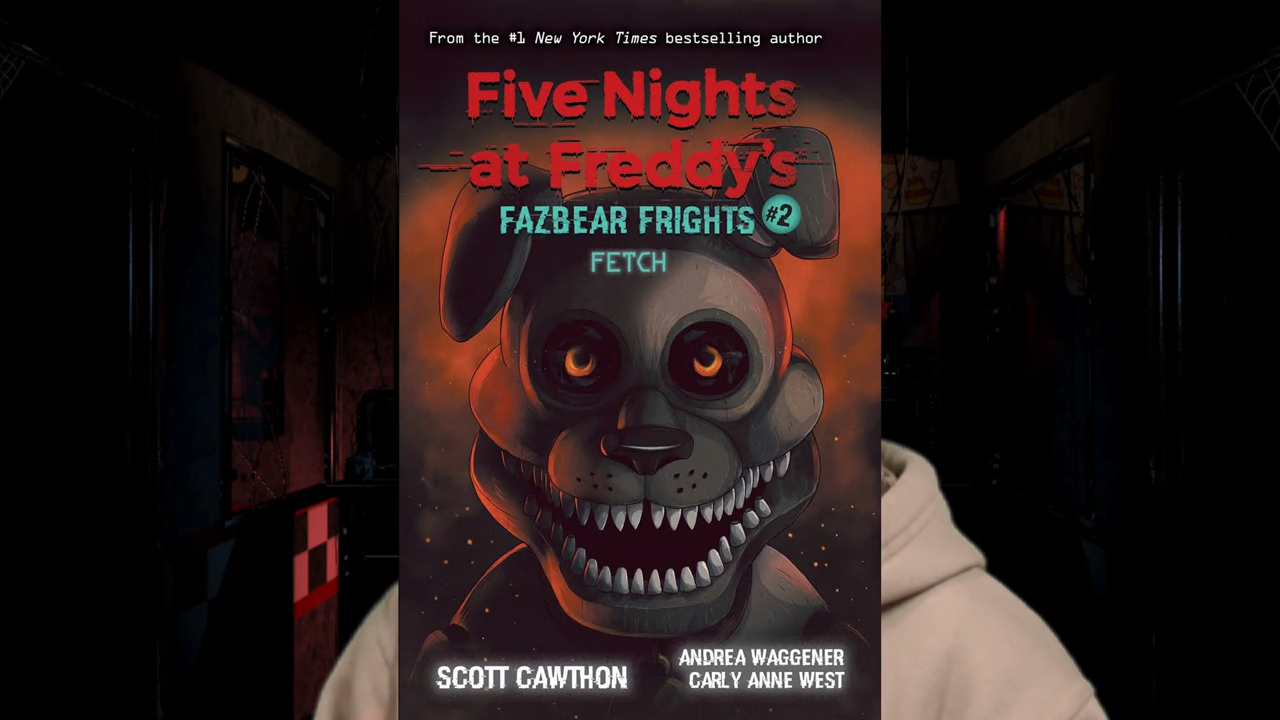 From the #1 New York Times bestselling author
Five Nights
at Freddy's
FAZBEAR FRIGHTS #2
FETCH
SCOTT CAWTHON
ANDREA WAGGENER
CARLY ANNE WEST